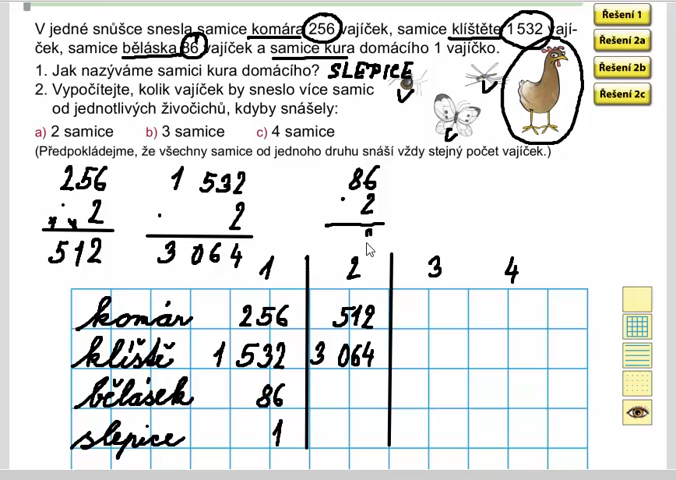 V jedné snůšce snesla samice komára 256 vajíček, samice klíštěte 1 532 vají-
ček, samice běláska 86 vajíček a samice kura domácího 1 vajíčko.
1. Jak nazýváme samici kura domácího? SLEPICE
2. Vypočítejte, kolik vajíček by sneslo více samic
od jednotlivých živočichů, kdyby snášely:
a) 2 samice b) 3 samice c) 4 samice
(Předpokládejme, že všechny samice od jednoho druhu snáší vždy stejný počet vajíček.)
Řešení 1
Řešení 2a
Řešení 2b
Řešení 2c
256 1 532 86
· 2 · 2 · 2
512 3 064
1 2 3 4
komár 256 512
klíště 1 532 3 064
bělásek 86
slepice 1